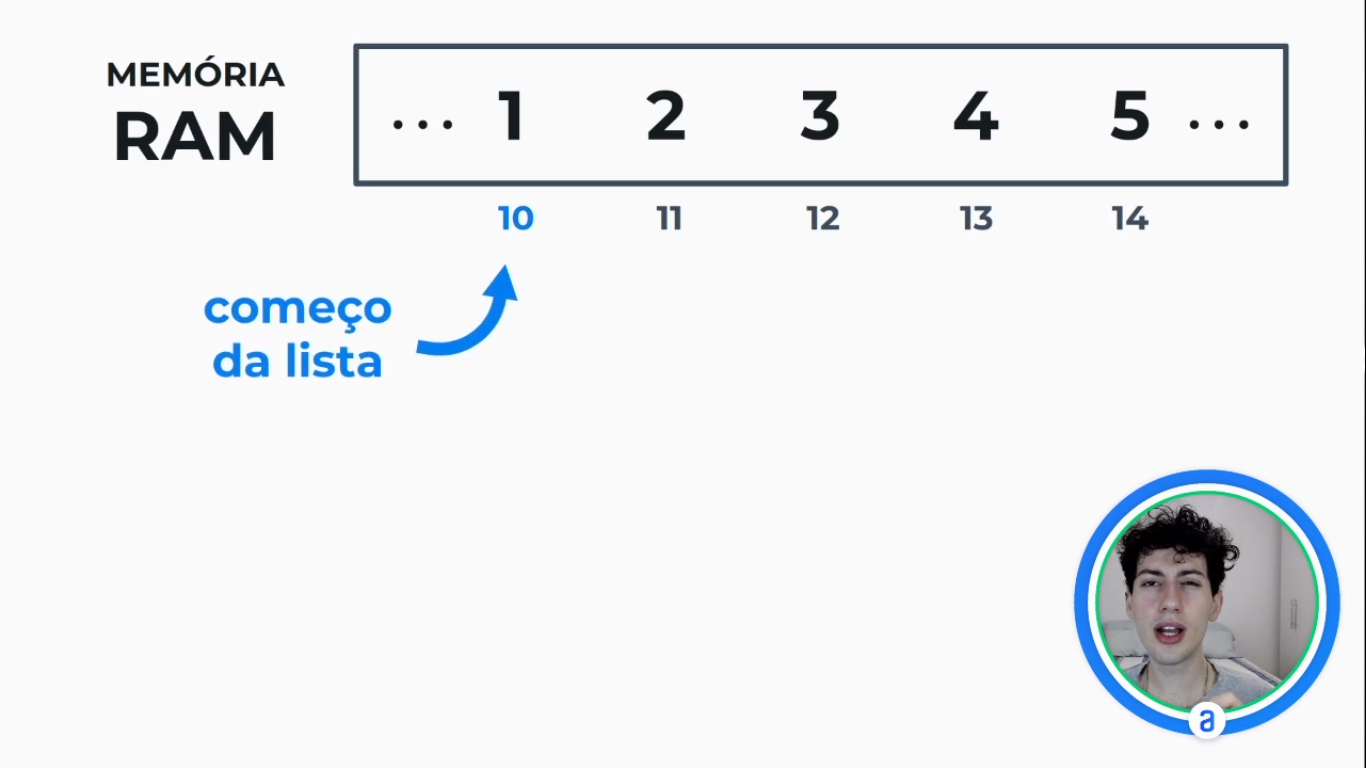 MEMÓRIA
RAM
... 1 2 3 4 5 ...
10 11 12 13 14
começo
da lista
a